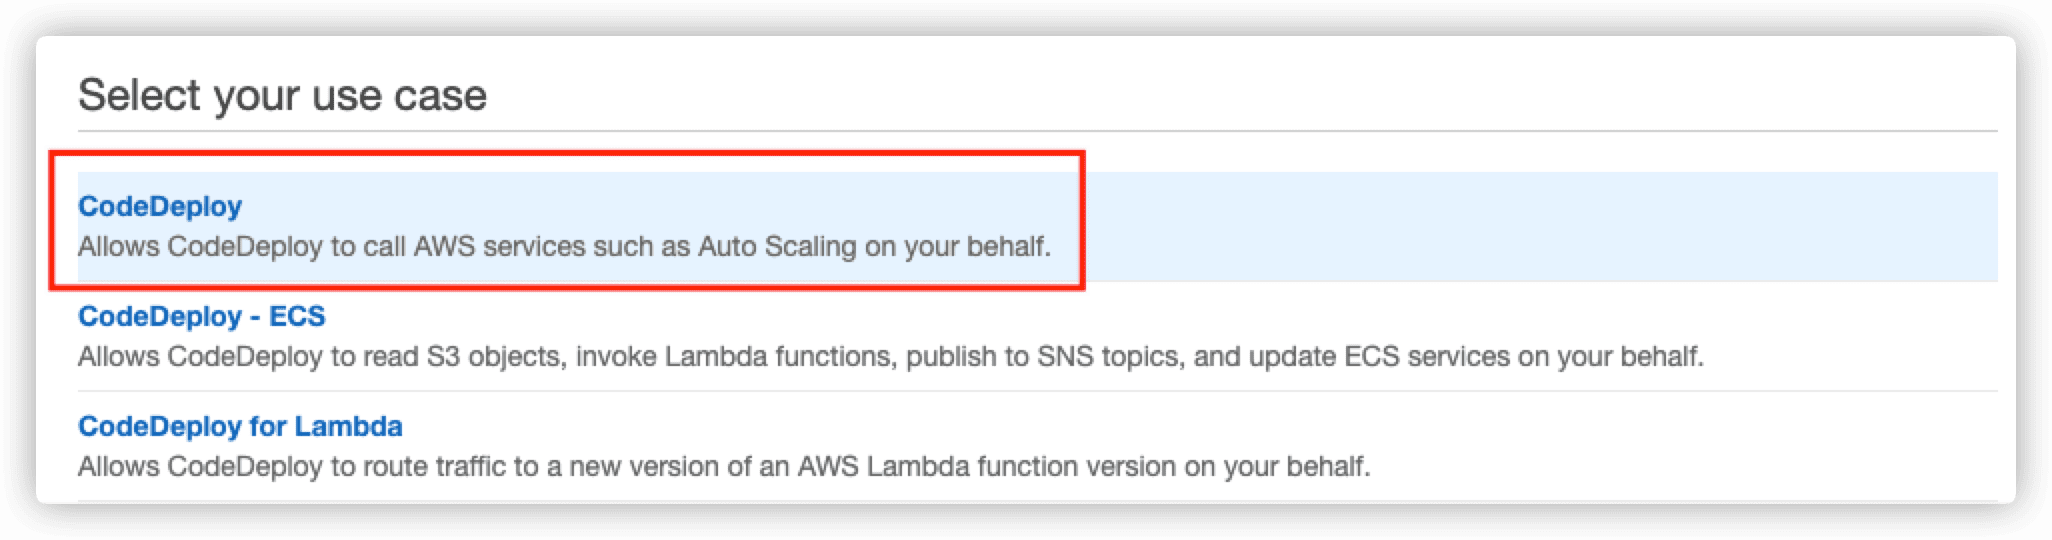 Select your use case
CodeDeploy
Allows CodeDeploy to call AWS services such as Auto Scaling on your behalf.
CodeDeploy - ECS
Allows CodeDeploy to read S3 objects, invoke Lambda functions, publish to SNS topics, and update ECS services on your behalf.
CodeDeploy for Lambda
Allows CodeDeploy to route traffic to a new version of an AWS Lambda function version on your behalf.